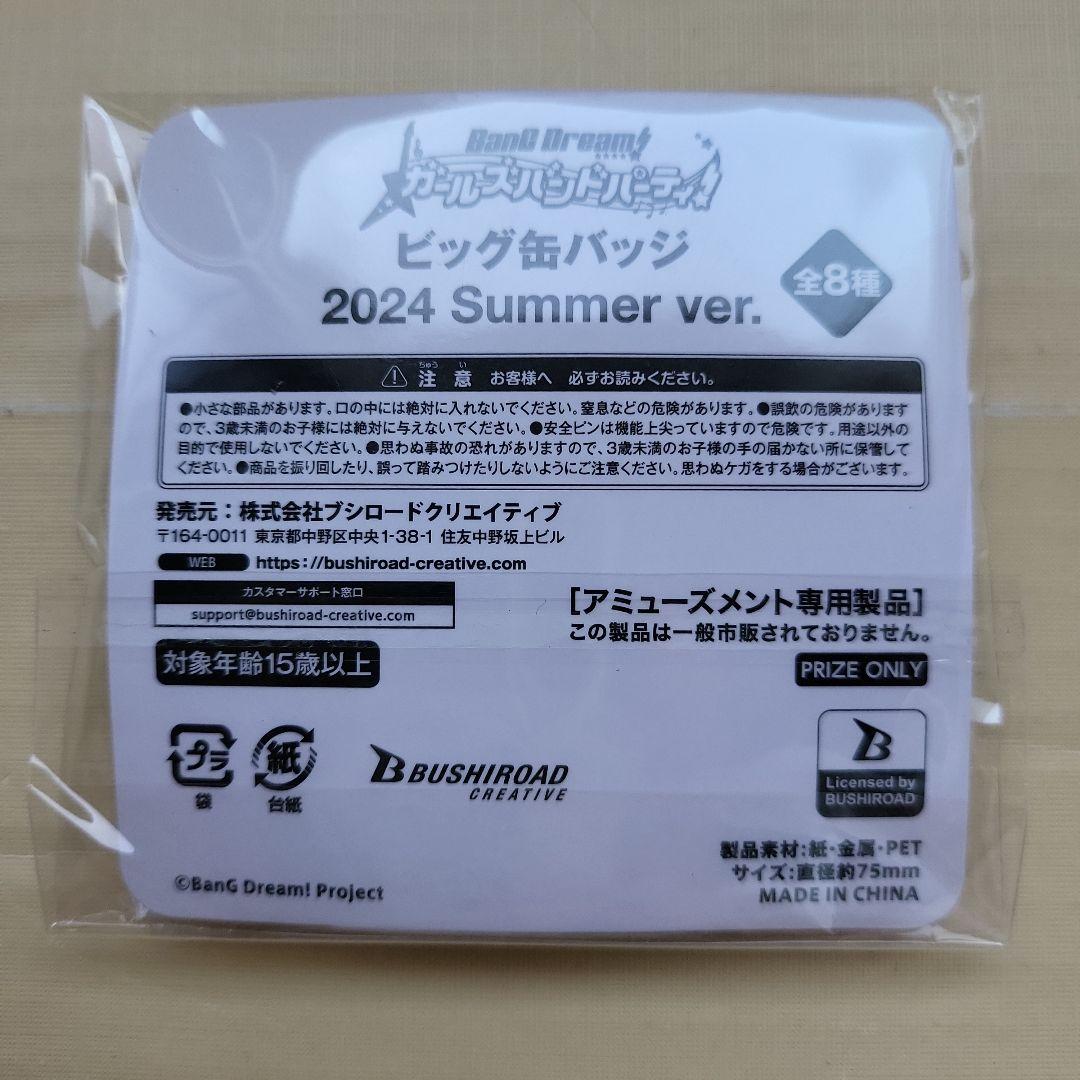 BanG Dream!
ガールズバンドパーティ!
ビッグ缶バッジ
2024 Summer ver.
全8種
ちゅう い
注 意 お客様へ 必ずお読みください。
●小さな部品があります。口の中には絶対に入れないでください。窒息などの危険があります。●誤飲の危険があります
ので、3歳未満のお子様には絶対に与えないでください。●安全ピンは機能上尖っていますので危険です。用途以外の
目的で使用しないでください。●思わぬ事故の恐れがありますので、3歳未満のお子様の手の届かない所に保管して
ください。●商品を振り回したり、誤って踏みつけたりしないようにご注意ください。思わぬケガをする場合がございます。
発売元:株式会社ブシロードクリエイティブ
〒164-0011 東京都中野区中央1-38-1 住友中野坂上ビル
WEB https://bushiroad-creative.com
カスタマーサポート窓口
support@bushiroad-creative.com
[アミューズメント専用製品]
この製品は一般市販されておりません。
対象年齢15歳以上
PRIZE ONLY
プラ
袋
紙
台紙
BUSHIROAD
CREATIVE
B
Licensed by
BUSHIROAD
製品素材:紙・金属・PET
サイズ:直径約75mm
MADE IN CHINA
©BanG Dream! Project